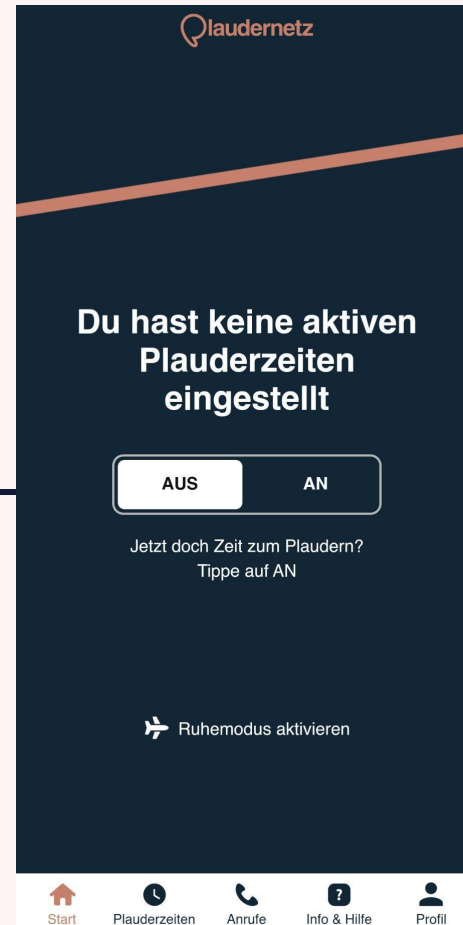 Plaudernetz
Du hast keine aktiven
Plauderzeiten
eingestellt
AUS AN
Jetzt doch Zeit zum Plaudern?
Tippe auf AN
Ruhemodus aktivieren
Start Plauderzeiten Anrufe Info & Hilfe Profil